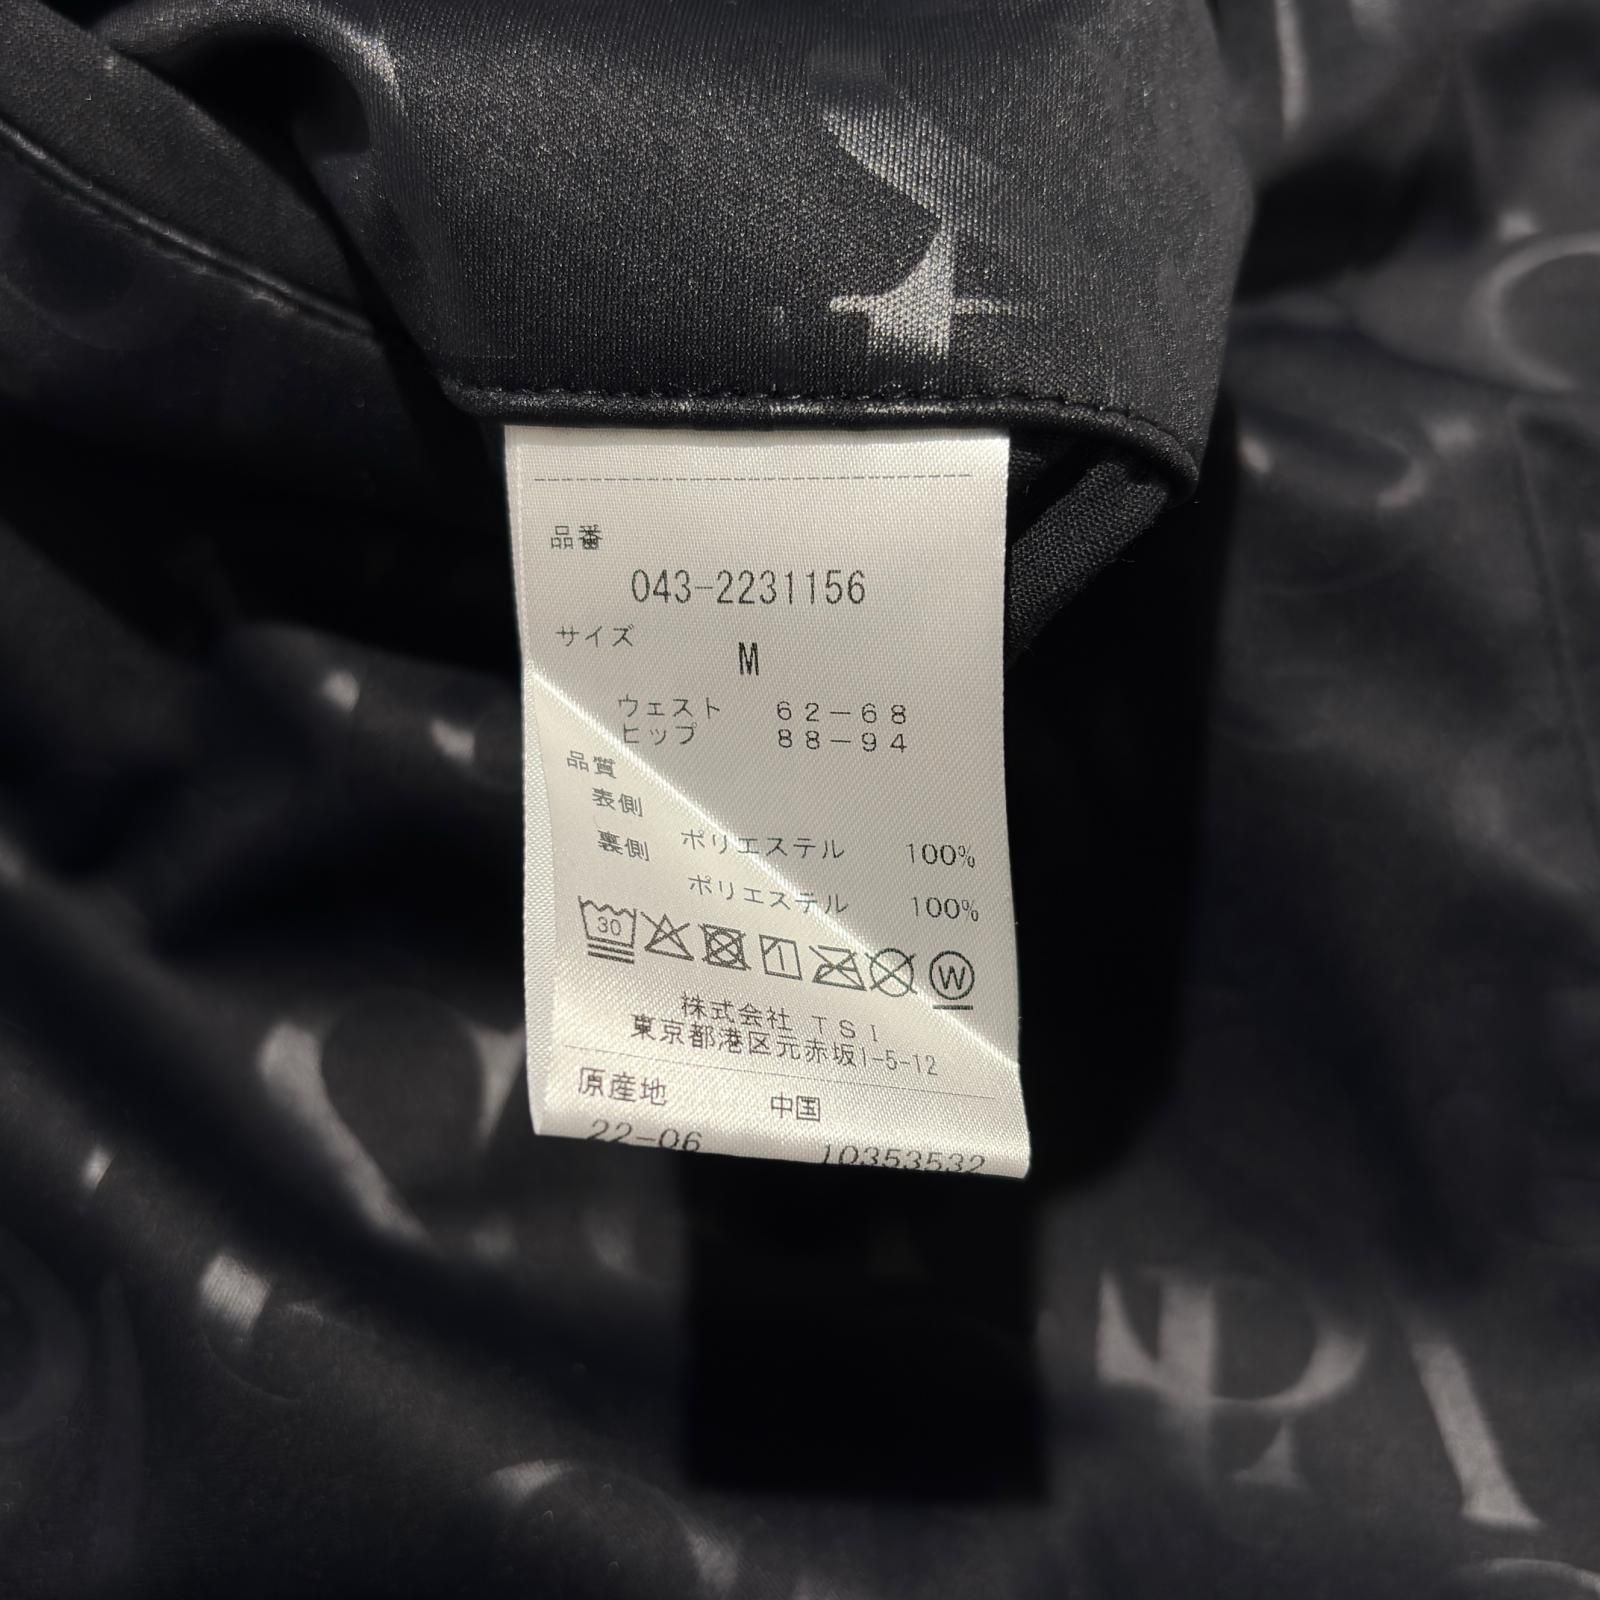 品番
043-2231156
サイズ
M
ウェスト 62-68
ヒップ 88-94
品質
表側
ポリエステル 100%
裏側
ポリエステル 100%
30
W
株式会社 TSI
東京都港区元赤坂1-5-12
原産地 中国
22-06 10353532